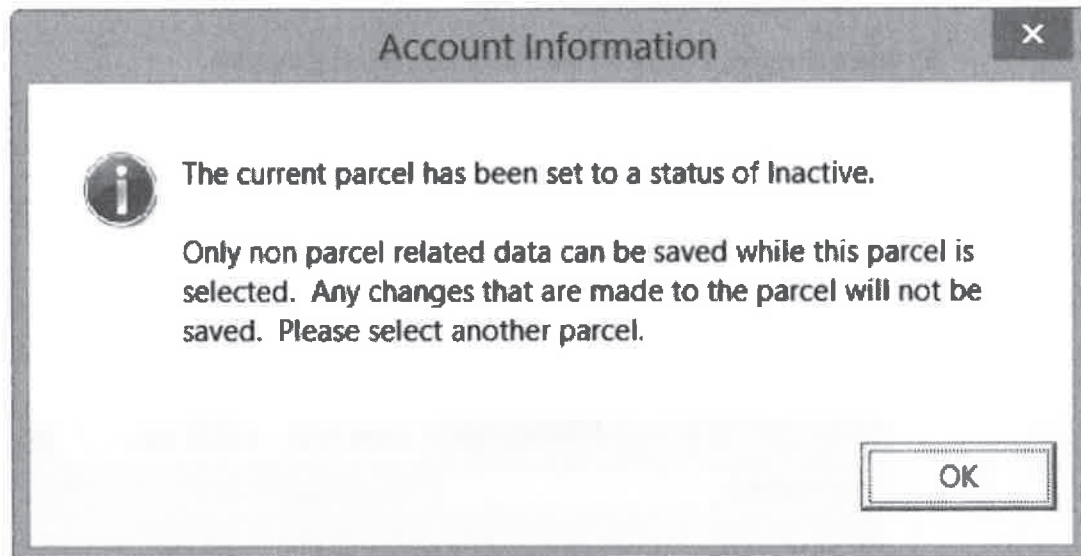 Account Information
The current parcel has been set to a status of Inactive.
Only non parcel related data can be saved while this parcel is
selected. Any changes that are made to the parcel will not be
saved. Please select another parcel.
OK